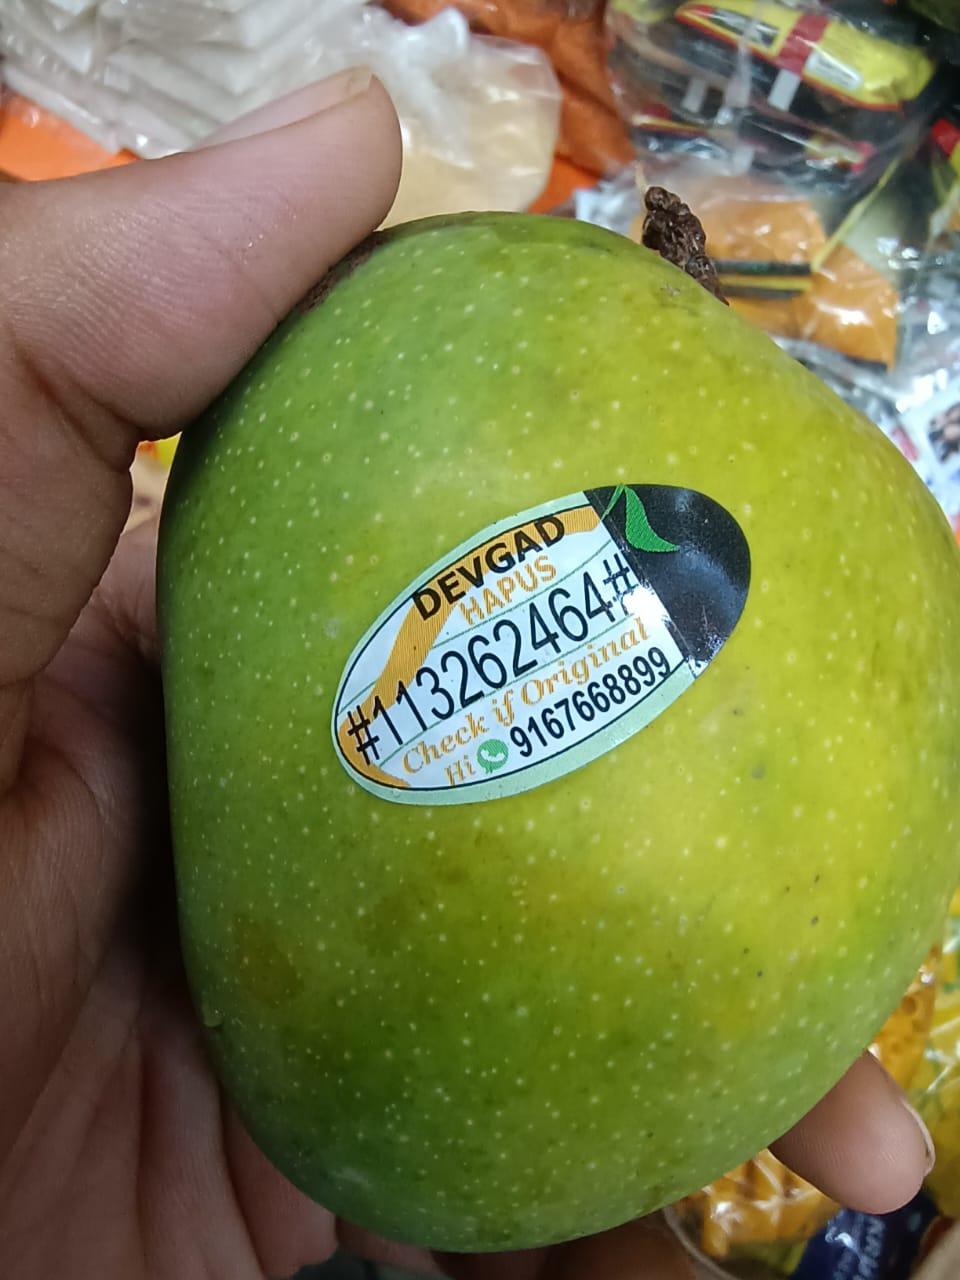 DEVGAD
HAPUS
#113262464#
Check if Original
Hi 9167668899